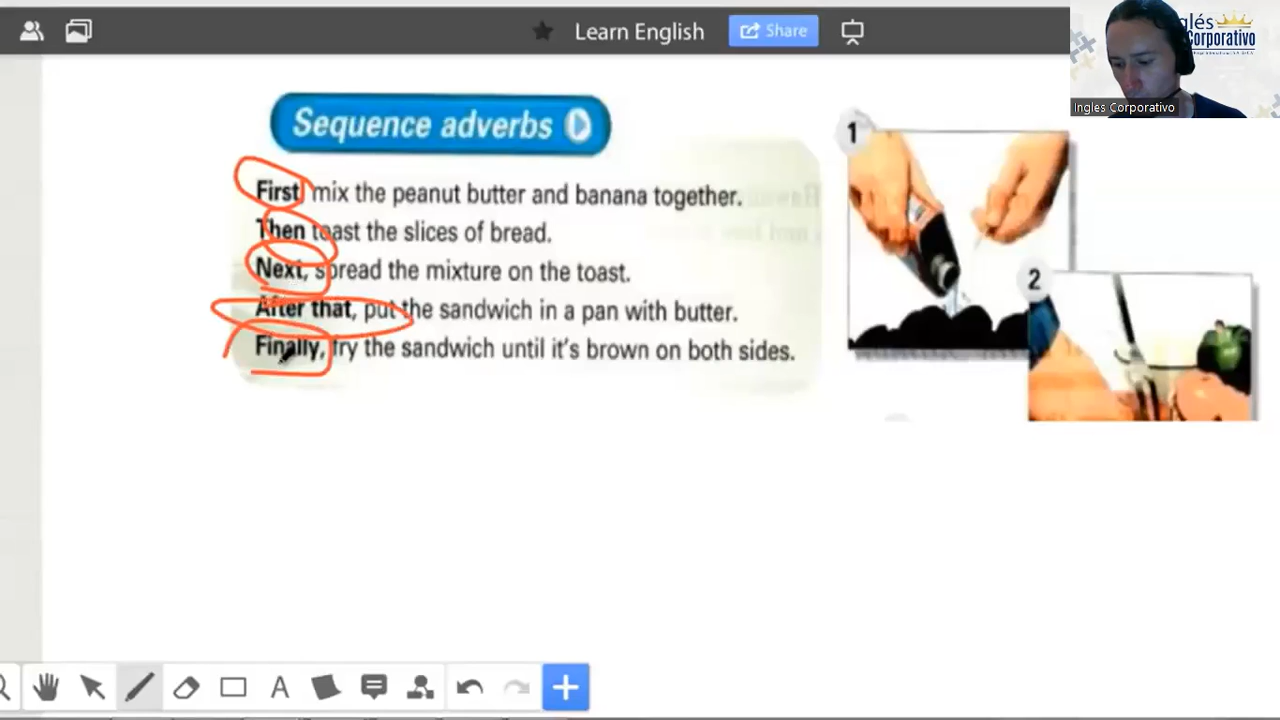 Learn English
Share
Inglés
Corporativo
Ingles Corporativo
Sequence adverbs
First, mix the peanut butter and banana together.
Then toast the slices of bread.
Next, spread the mixture on the toast.
After that, put the sandwich in a pan with butter.
Finally, fry the sandwich until it's brown on both sides.
1
2
A